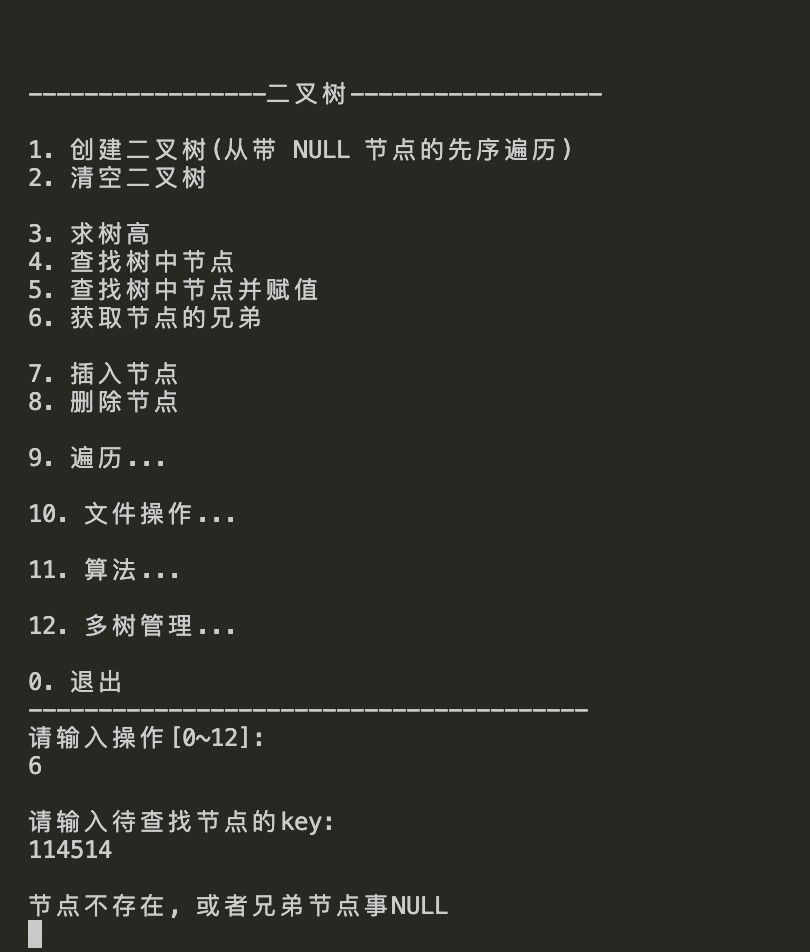 -----------------二叉树------------------
1. 创建二叉树(从带 NULL 节点的先序遍历)
2. 清空二叉树
3. 求树高
4. 查找树中节点
5. 查找树中节点并赋值
6. 获取节点的兄弟
7. 插入节点
8. 删除节点
9. 遍历...
10. 文件操作...
11. 算法...
12. 多树管理...
0. 退出
----------------------------------------
请输入操作[0~12]:
6
请输入待查找节点的key:
114514
节点不存在, 或者兄弟节点事NULL